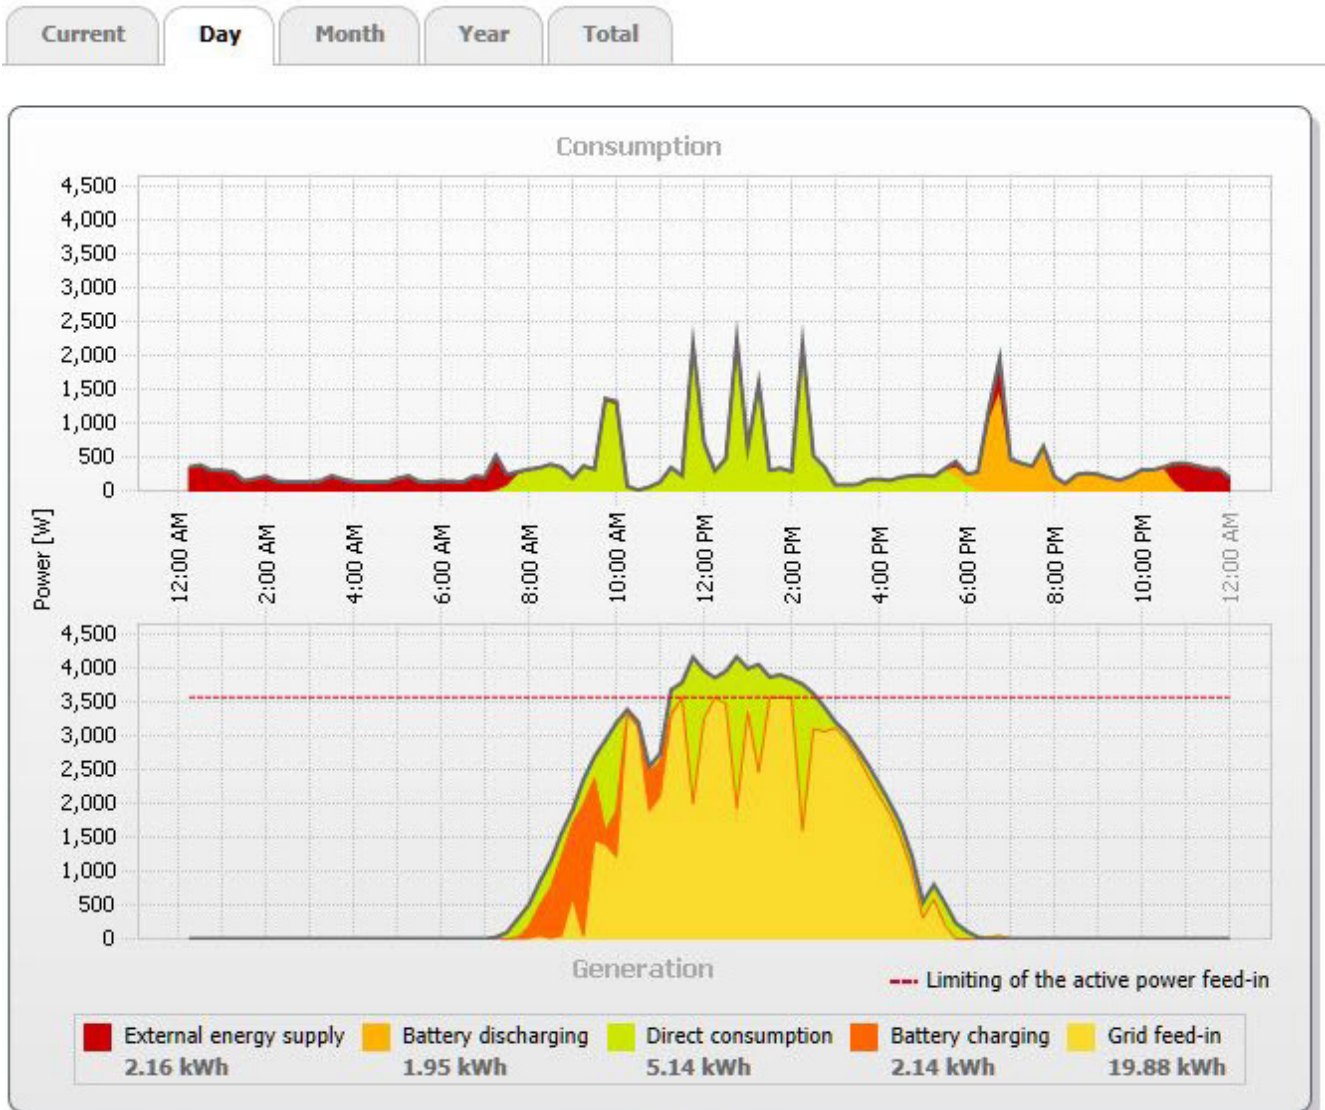 Current Day Month Year Total
Consumption
4,500
4,000
3,500
3,000
2,500
2,000
1,500
1,000
500
0
Power [W]
12:00 AM 2:00 AM 4:00 AM 6:00 AM 8:00 AM 10:00 AM 12:00 PM 2:00 PM 4:00 PM 6:00 PM 8:00 PM 10:00 PM 12:00 AM
4,500
4,000
3,500
3,000
2,500
2,000
1,500
1,000
500
0
Generation
Limiting of the active power feed-in
External energy supply Battery discharging Direct consumption Battery charging Grid feed-in
2.16 kWh 1.95 kWh 5.14 kWh 2.14 kWh 19.88 kWh